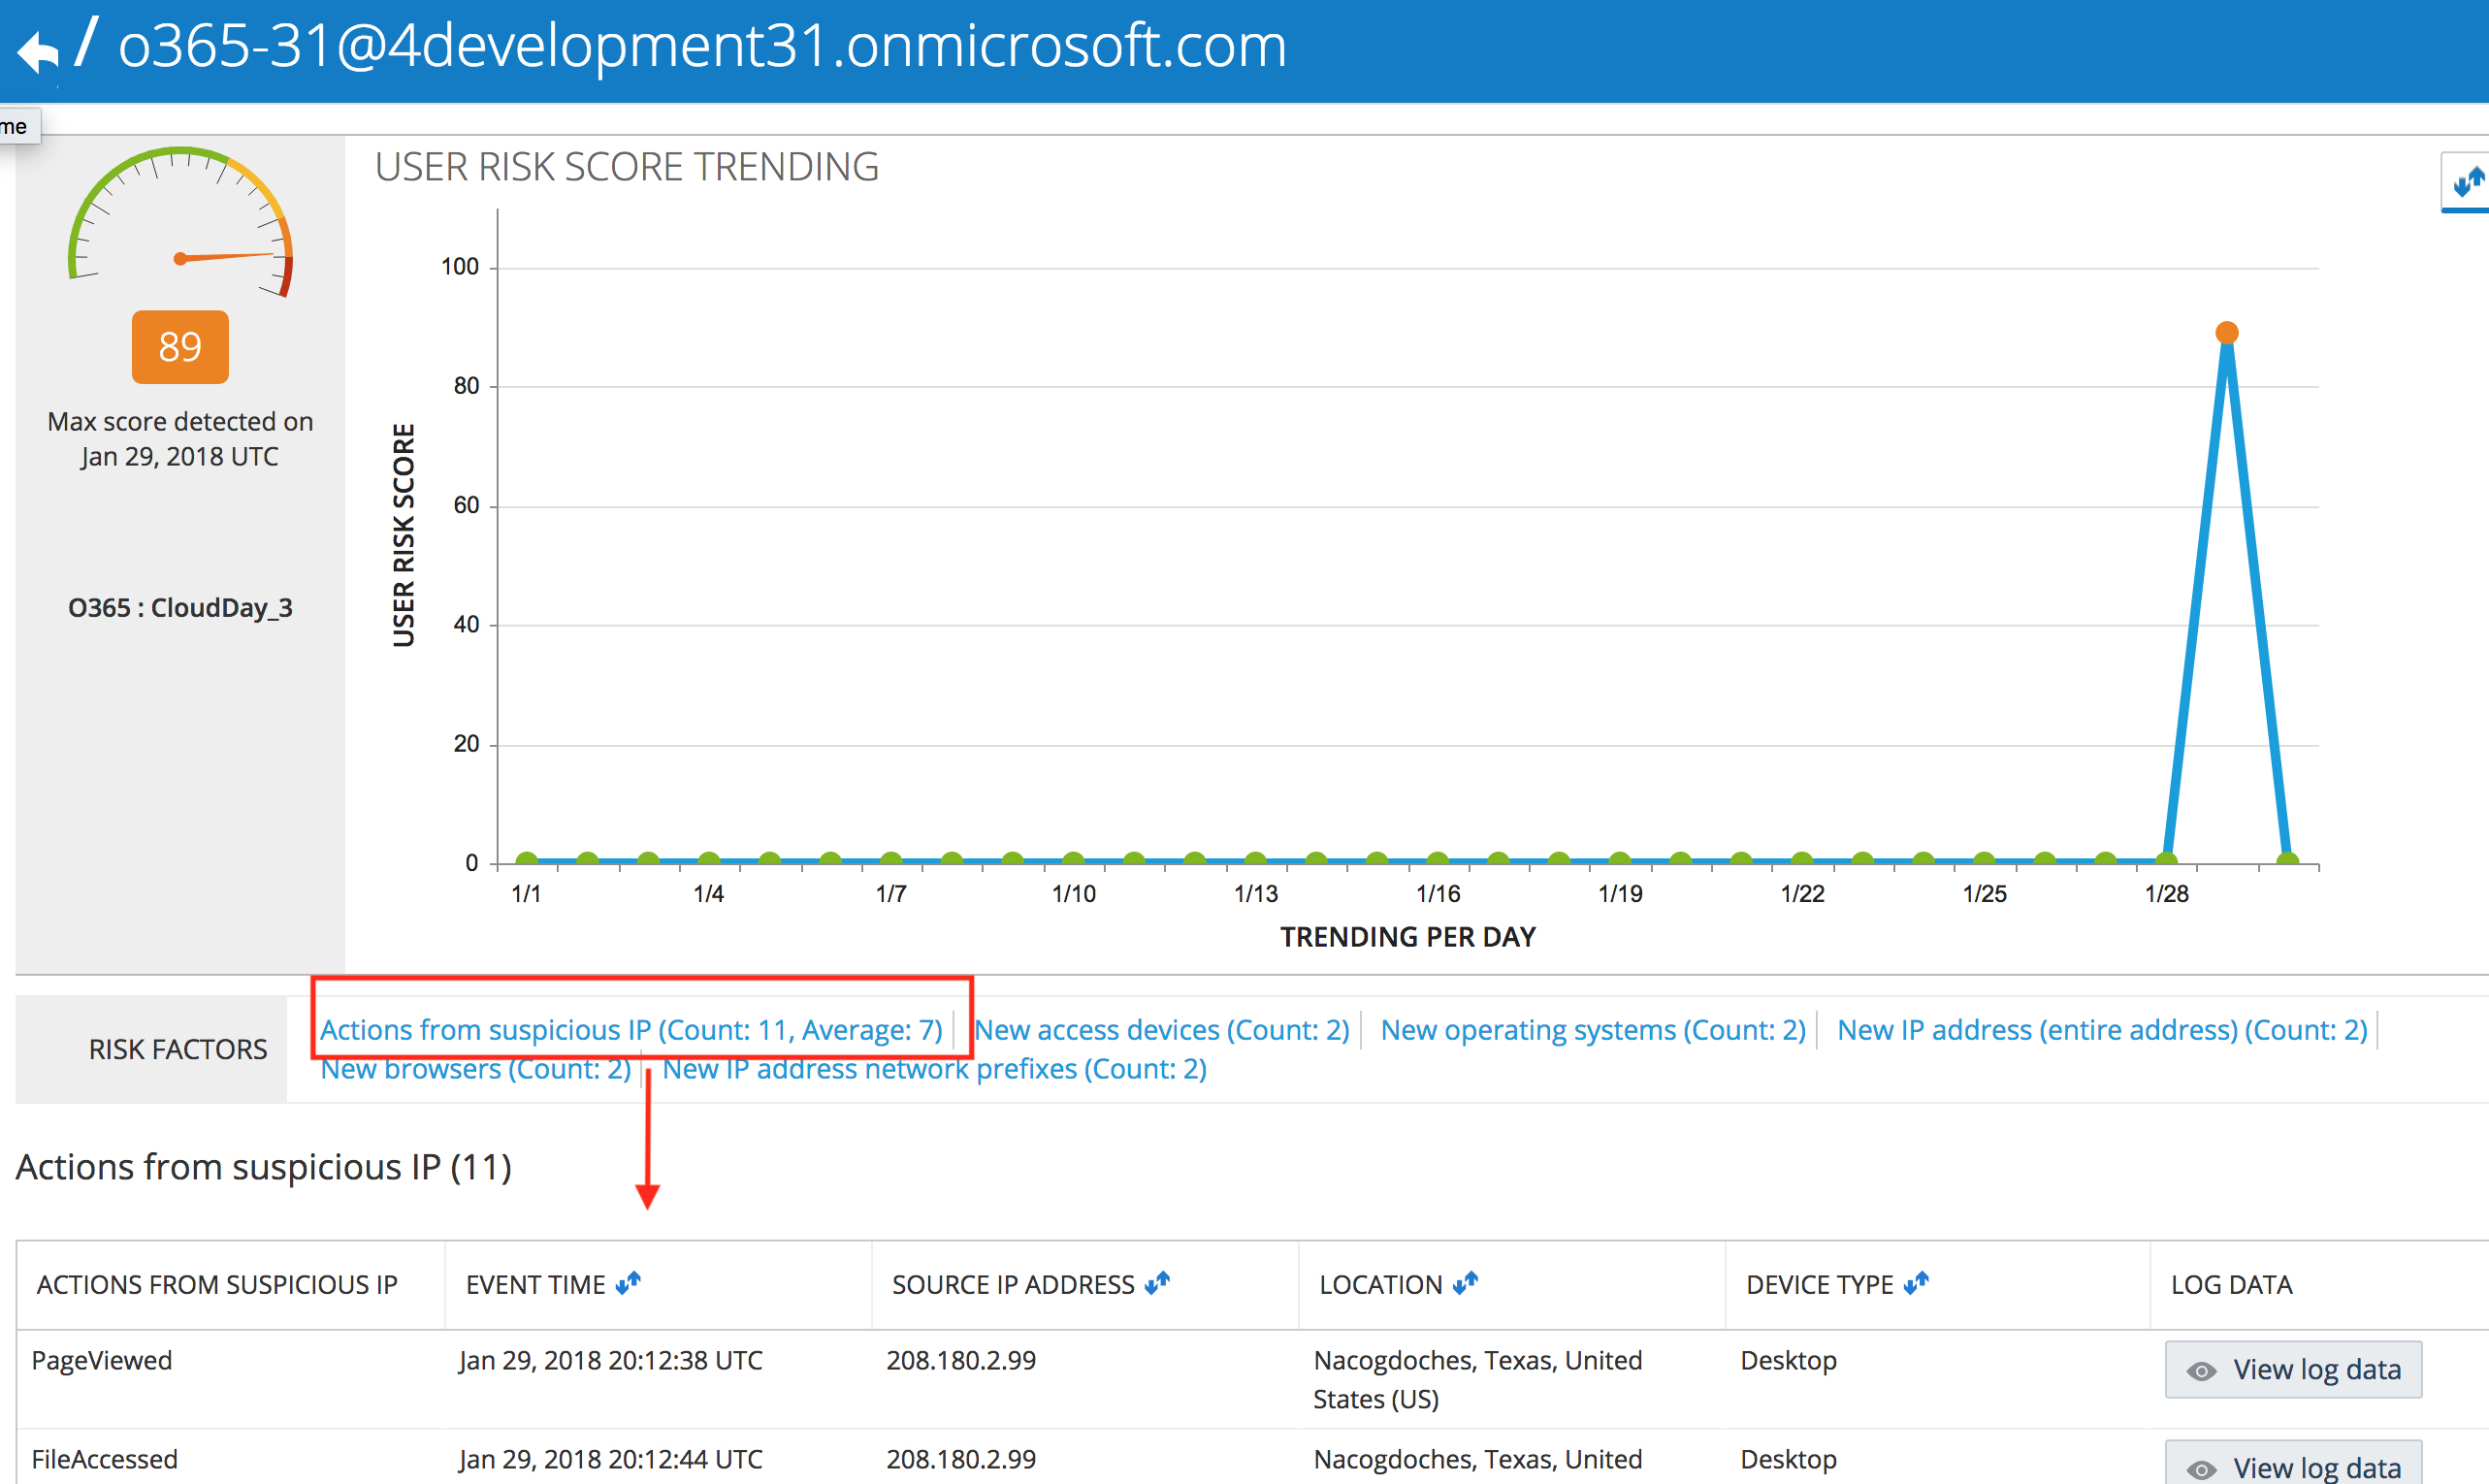 / o365-31@4development31.onmicrosoft.com
me
USER RISK SCORE TRENDING
89
Max score detected on
Jan 29, 2018 UTC
O365 : CloudDay_3
USER RISK SCORE
100
80
60
40
20
0
1/1 1/4 1/7 1/10 1/13 1/16 1/19 1/22 1/25 1/28
TRENDING PER DAY
RISK FACTORS
Actions from suspicious IP (Count: 11, Average: 7) New access devices (Count: 2) New operating systems (Count: 2) New IP address (entire address) (Count: 2)
New browsers (Count: 2) New IP address network prefixes (Count: 2)
Actions from suspicious IP (11)
ACTIONS FROM SUSPICIOUS IP EVENT TIME SOURCE IP ADDRESS LOCATION DEVICE TYPE LOG DATA
PageViewed Jan 29, 2018 20:12:38 UTC 208.180.2.99 Nacogdoches, Texas, United Desktop View log data
States (US)
FileAccessed Jan 29, 2018 20:12:44 UTC 208.180.2.99 Nacogdoches, Texas, United Desktop View log data